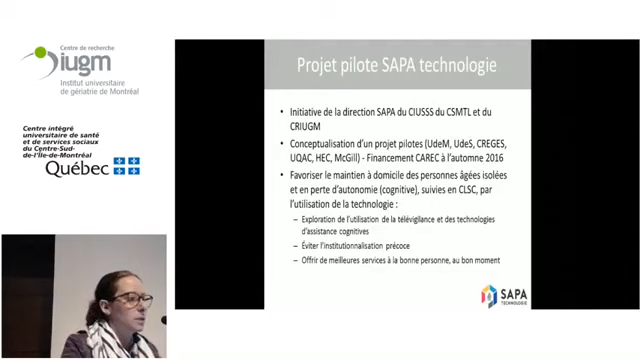 Centre de recherche
iugm
Institut universitaire
de gériatrie de Montréal
Centre intégré
universitaire de santé
et de services sociaux
du Centre-Sud-
de-l'Île-de-Montréal
Québec
Projet pilote SAPA technologie
• Initiative de la direction SAPA du CIUSSS du CSMTL et du
CRIUGM
• Conceptualisation d'un projet pilotes (UdeM, UdeS, CREGES,
UQAC, HEC, McGill) - Financement CAREC à l'automne 2016
• Favoriser le maintien à domicile des personnes âgées isolées
et en perte d'autonomie (cognitive), suivies en CLSC, par
l'utilisation de la technologie :
– Exploration de l'utilisation de la télévigilance et des technologies
d'assistance cognitives
– Éviter l'institutionnalisation précoce
– Offrir de meilleures services à la bonne personne, au bon moment
SAPA
TECHNOLOGIE